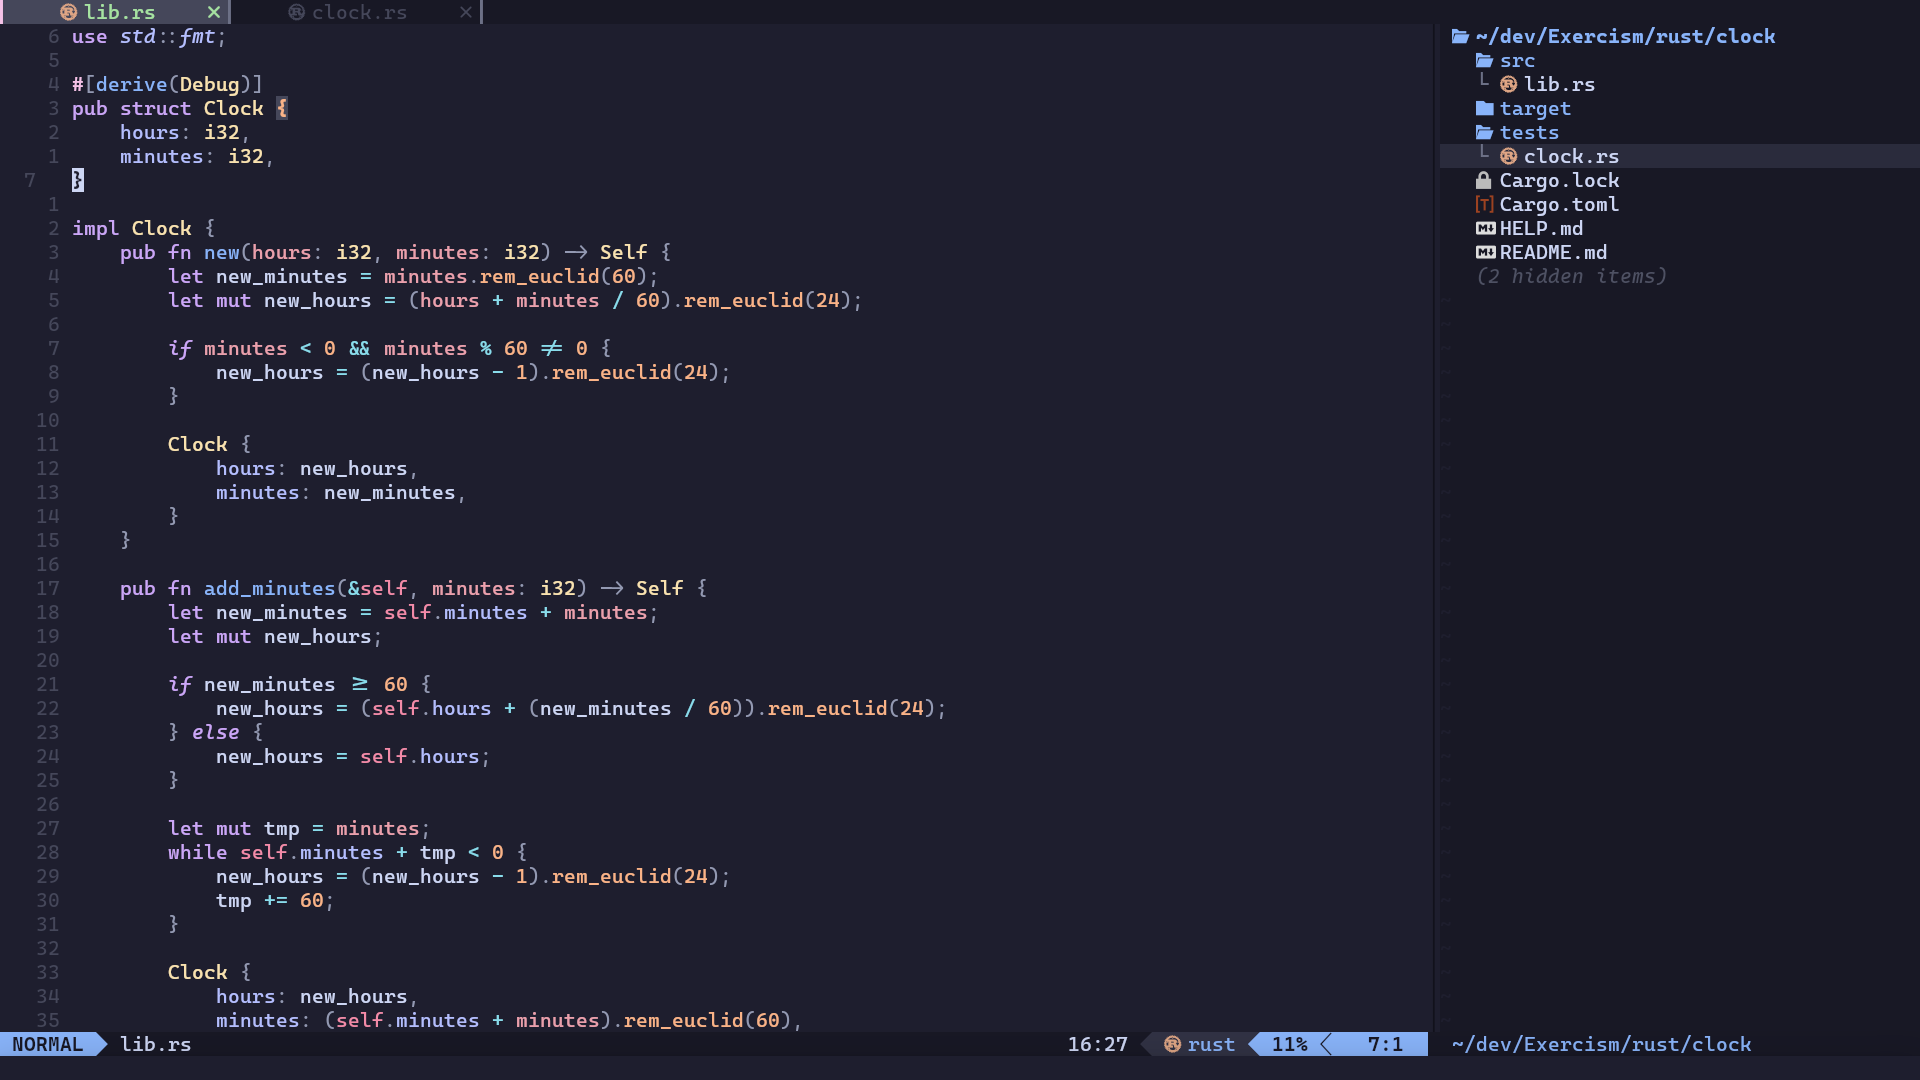 lib.rs ✕ clock.rs ✕
6 use std::fmt;
5
4 #[derive(Debug)]
3 pub struct Clock {
2     hours: i32,
1     minutes: i32,
7 }
1
2 impl Clock {
3     pub fn new(hours: i32, minutes: i32) -> Self {
4         let new_minutes = minutes.rem_euclid(60);
5         let mut new_hours = (hours + minutes / 60).rem_euclid(24);
6
7         if minutes < 0 && minutes % 60 != 0 {
8             new_hours = (new_hours - 1).rem_euclid(24);
9         }
10
11         Clock {
12             hours: new_hours,
13             minutes: new_minutes,
14         }
15     }
16
17     pub fn add_minutes(&self, minutes: i32) -> Self {
18         let new_minutes = self.minutes + minutes;
19         let mut new_hours;
20
21         if new_minutes >= 60 {
22             new_hours = (self.hours + (new_minutes / 60)).rem_euclid(24);
23         } else {
24             new_hours = self.hours;
25         }
26
27         let mut tmp = minutes;
28         while self.minutes + tmp < 0 {
29             new_hours = (new_hours - 1).rem_euclid(24);
30             tmp += 60;
31         }
32
33         Clock {
34             hours: new_hours,
35             minutes: (self.minutes + minutes).rem_euclid(60),
NORMAL lib.rs 16:27 rust 11% 7:1
~/dev/Exercism/rust/clock
src
lib.rs
target
tests
clock.rs
Cargo.lock
[T] Cargo.toml
M↓ HELP.md
M↓ README.md
(2 hidden items)
~/dev/Exercism/rust/clock